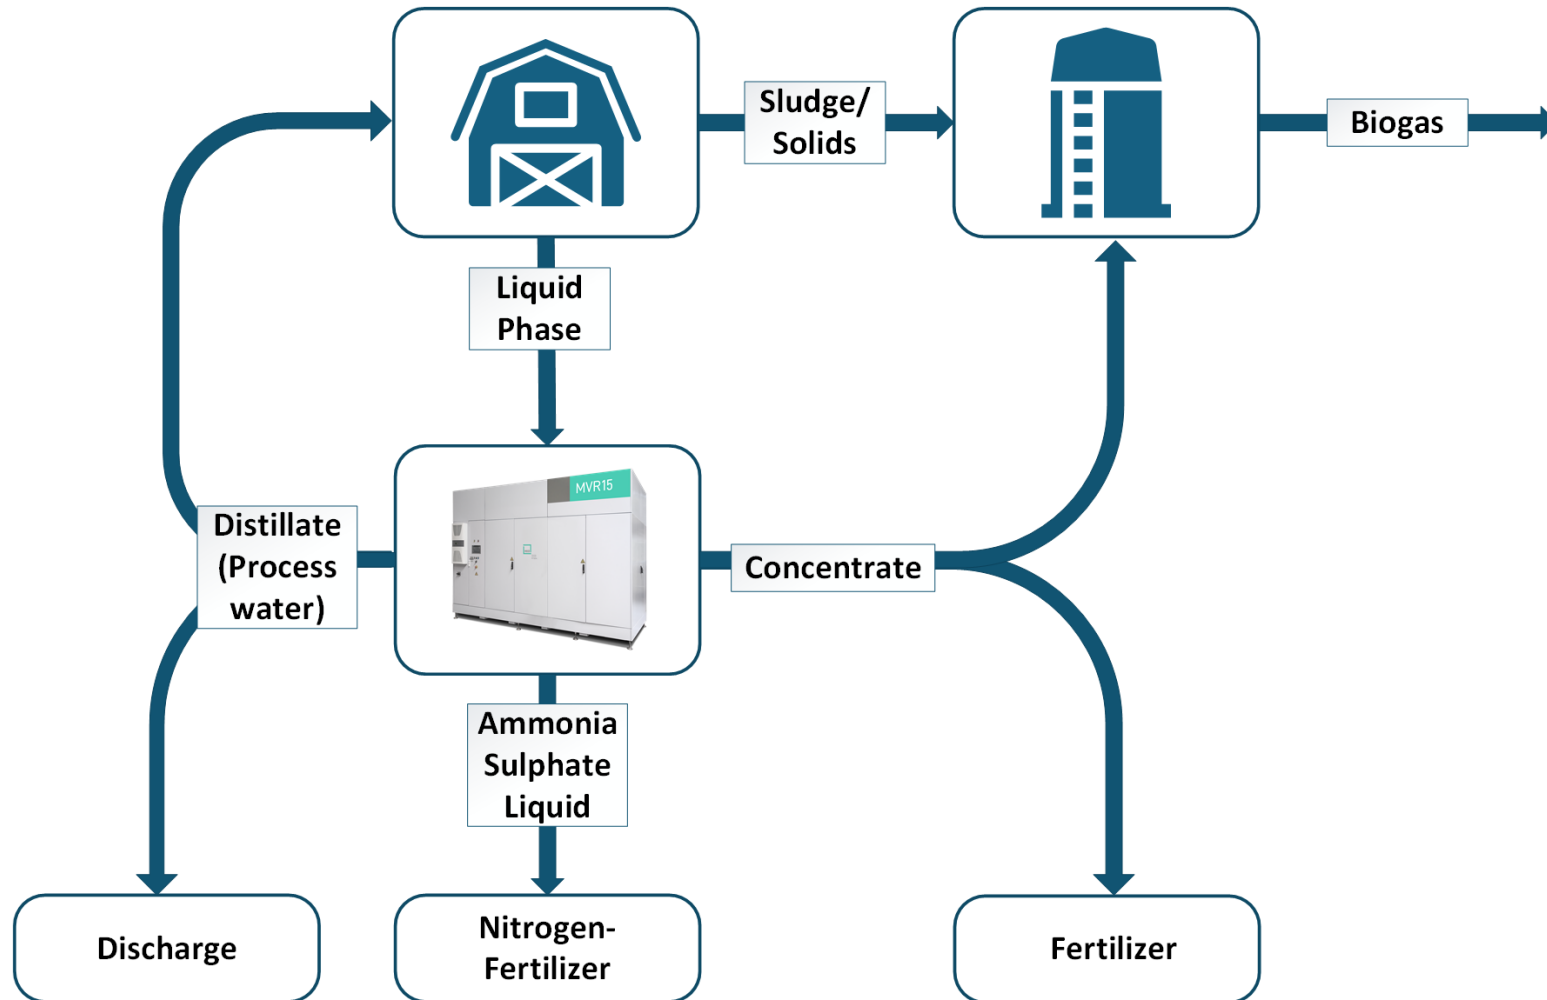 Sludge/
Solids
Biogas
Liquid
Phase
MVR15
Distillate
(Process
water)
Concentrate
Ammonia
Sulphate
Liquid
Discharge
Nitrogen-
Fertilizer
Fertilizer